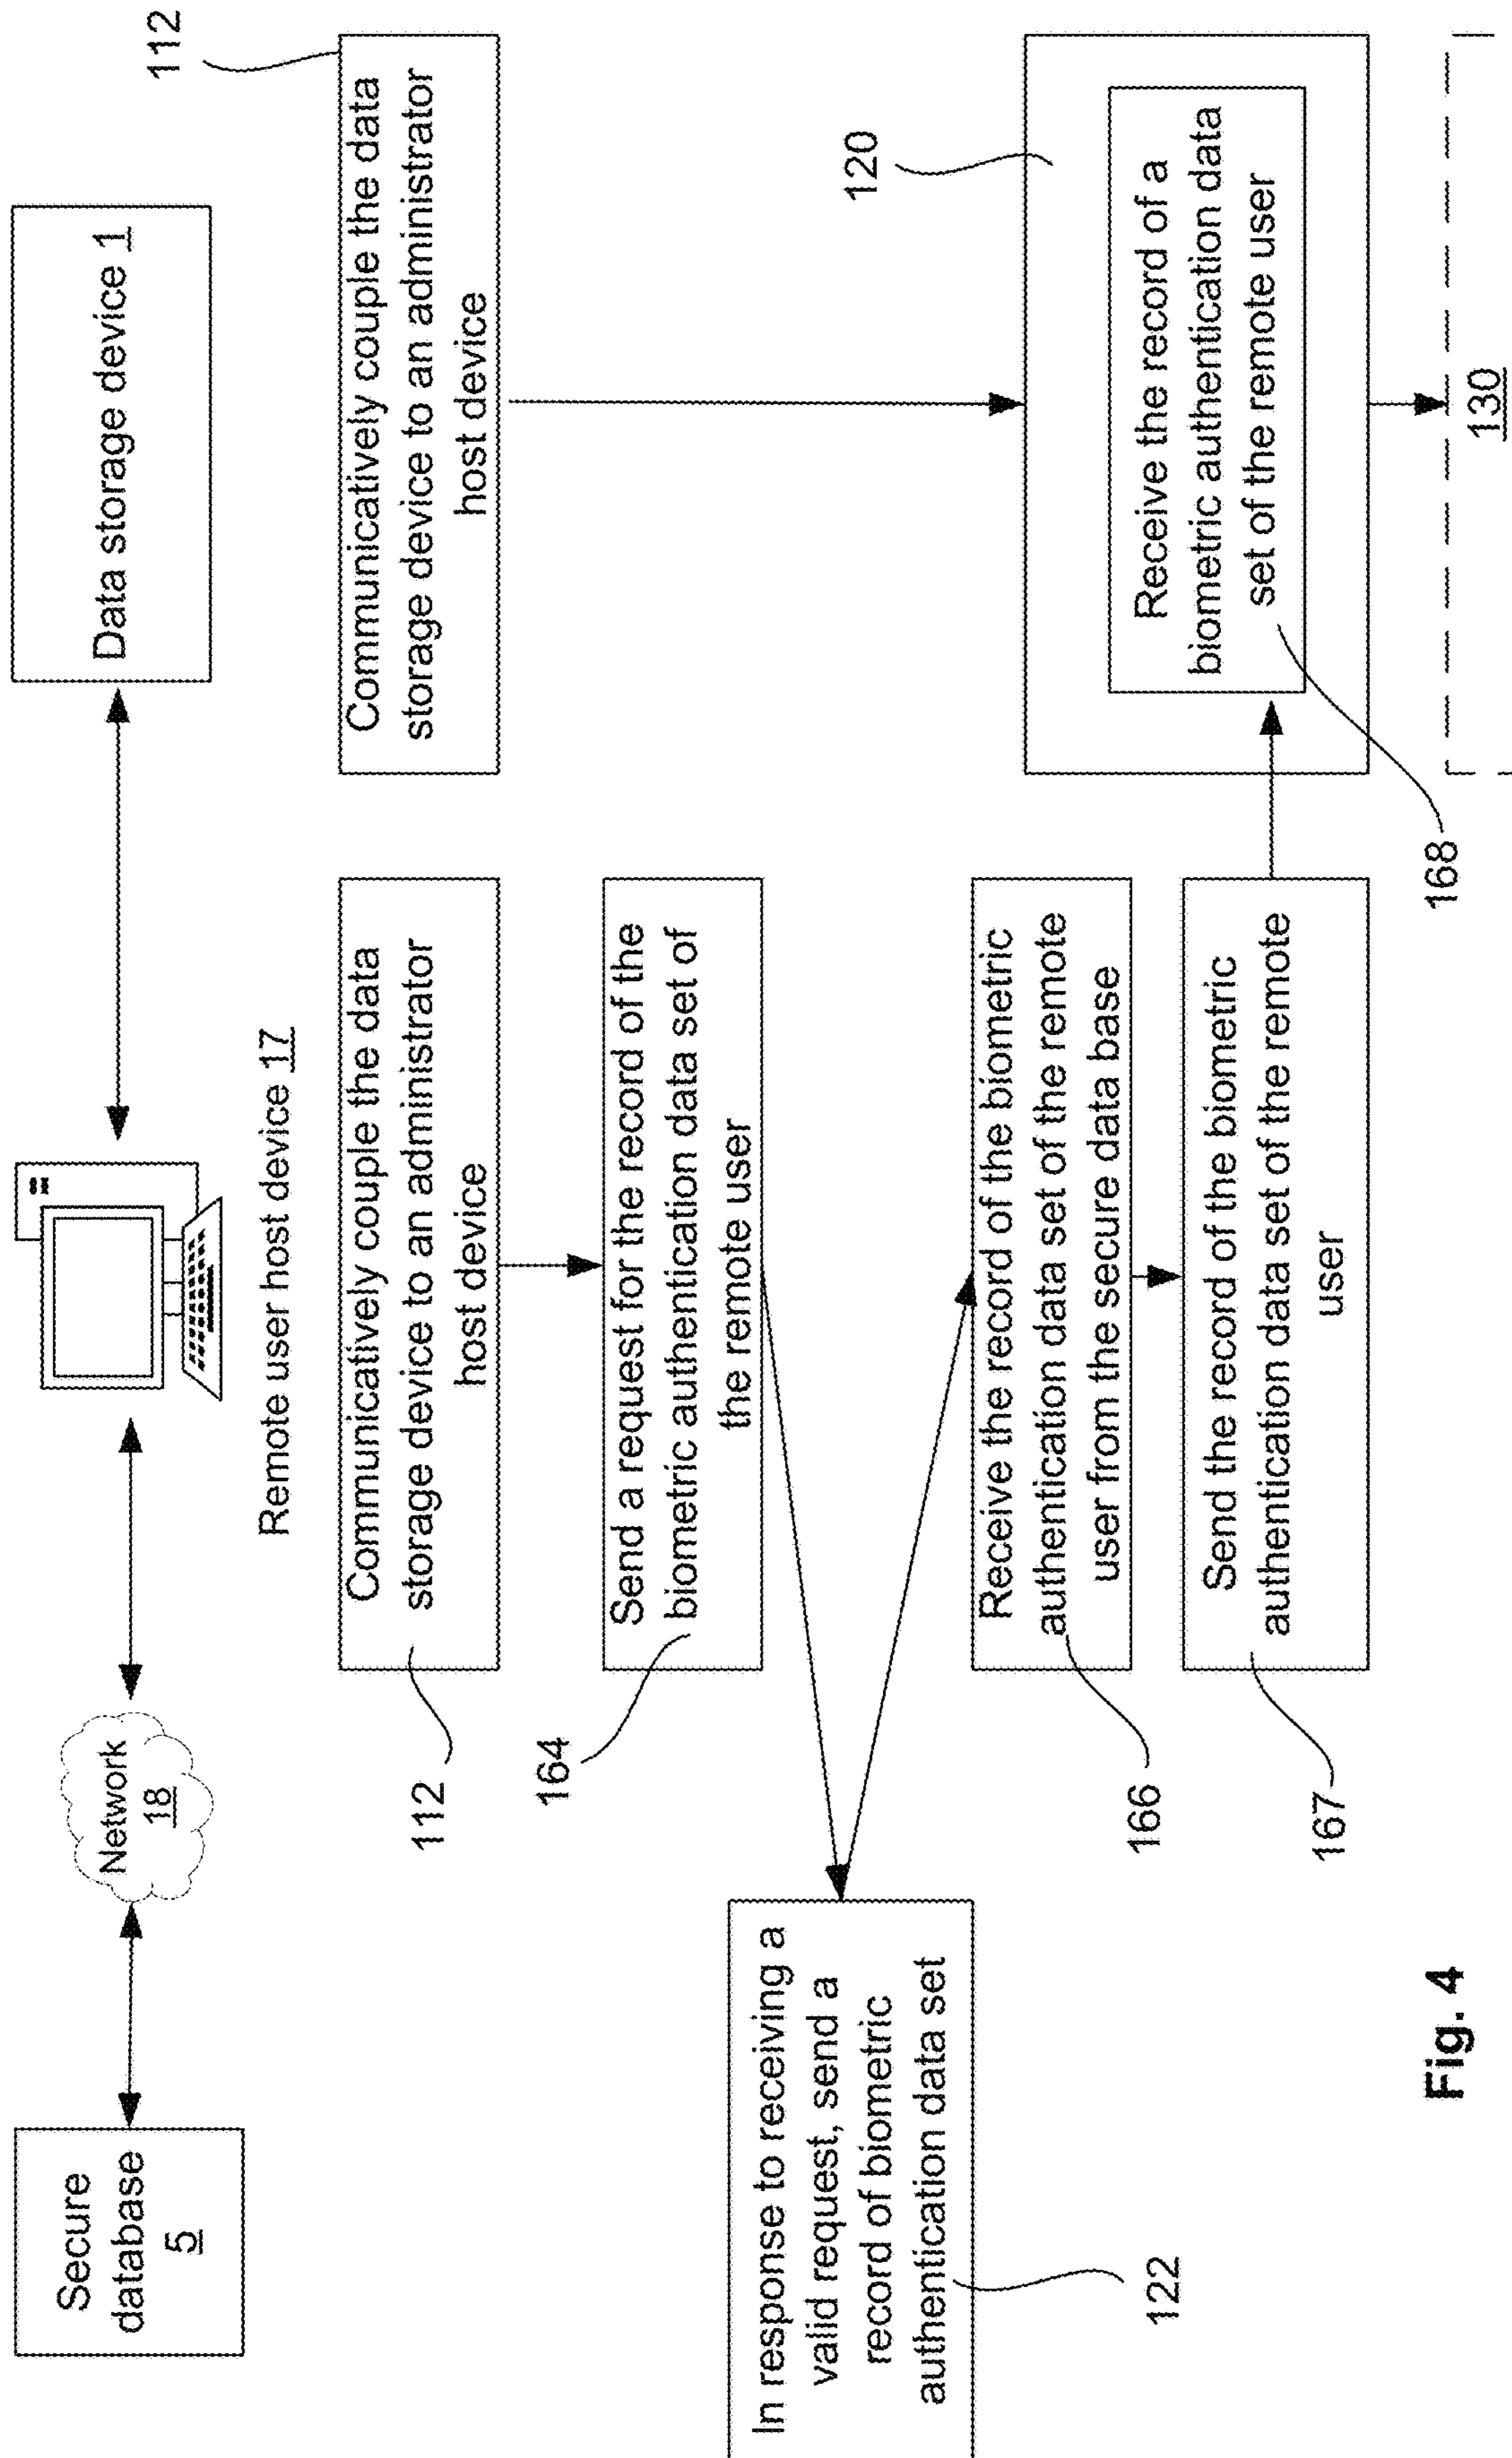 Secure
database
5
Network
18
Remote user host device 17
Data storage device 1
112
Communicatively couple the data
storage device to an administrator
host device
112
Communicatively couple the data
storage device to an administrator
host device
164
Send a request for the record of the
biometric authentication data set of
the remote user
In response to receiving a
valid request, send a
record of biometric
authentication data set
122
Receive the record of the biometric
authentication data set of the remote
user from the secure data base
166
Send the record of the biometric
authentication data set of the remote
user
167
120
Receive the record of a
biometric authentication data
set of the remote user
168
130
Fig. 4